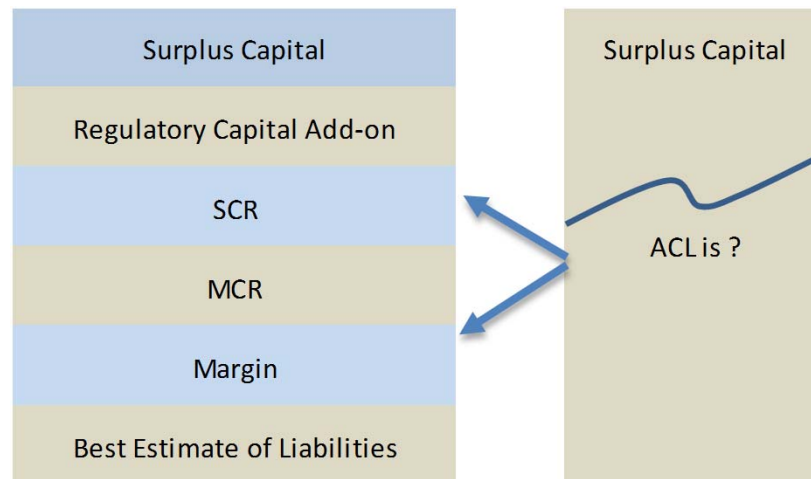 Surplus Capital
Regulatory Capital Add-on
SCR
MCR
Margin
Best Estimate of Liabilities
Surplus Capital
ACL is ?